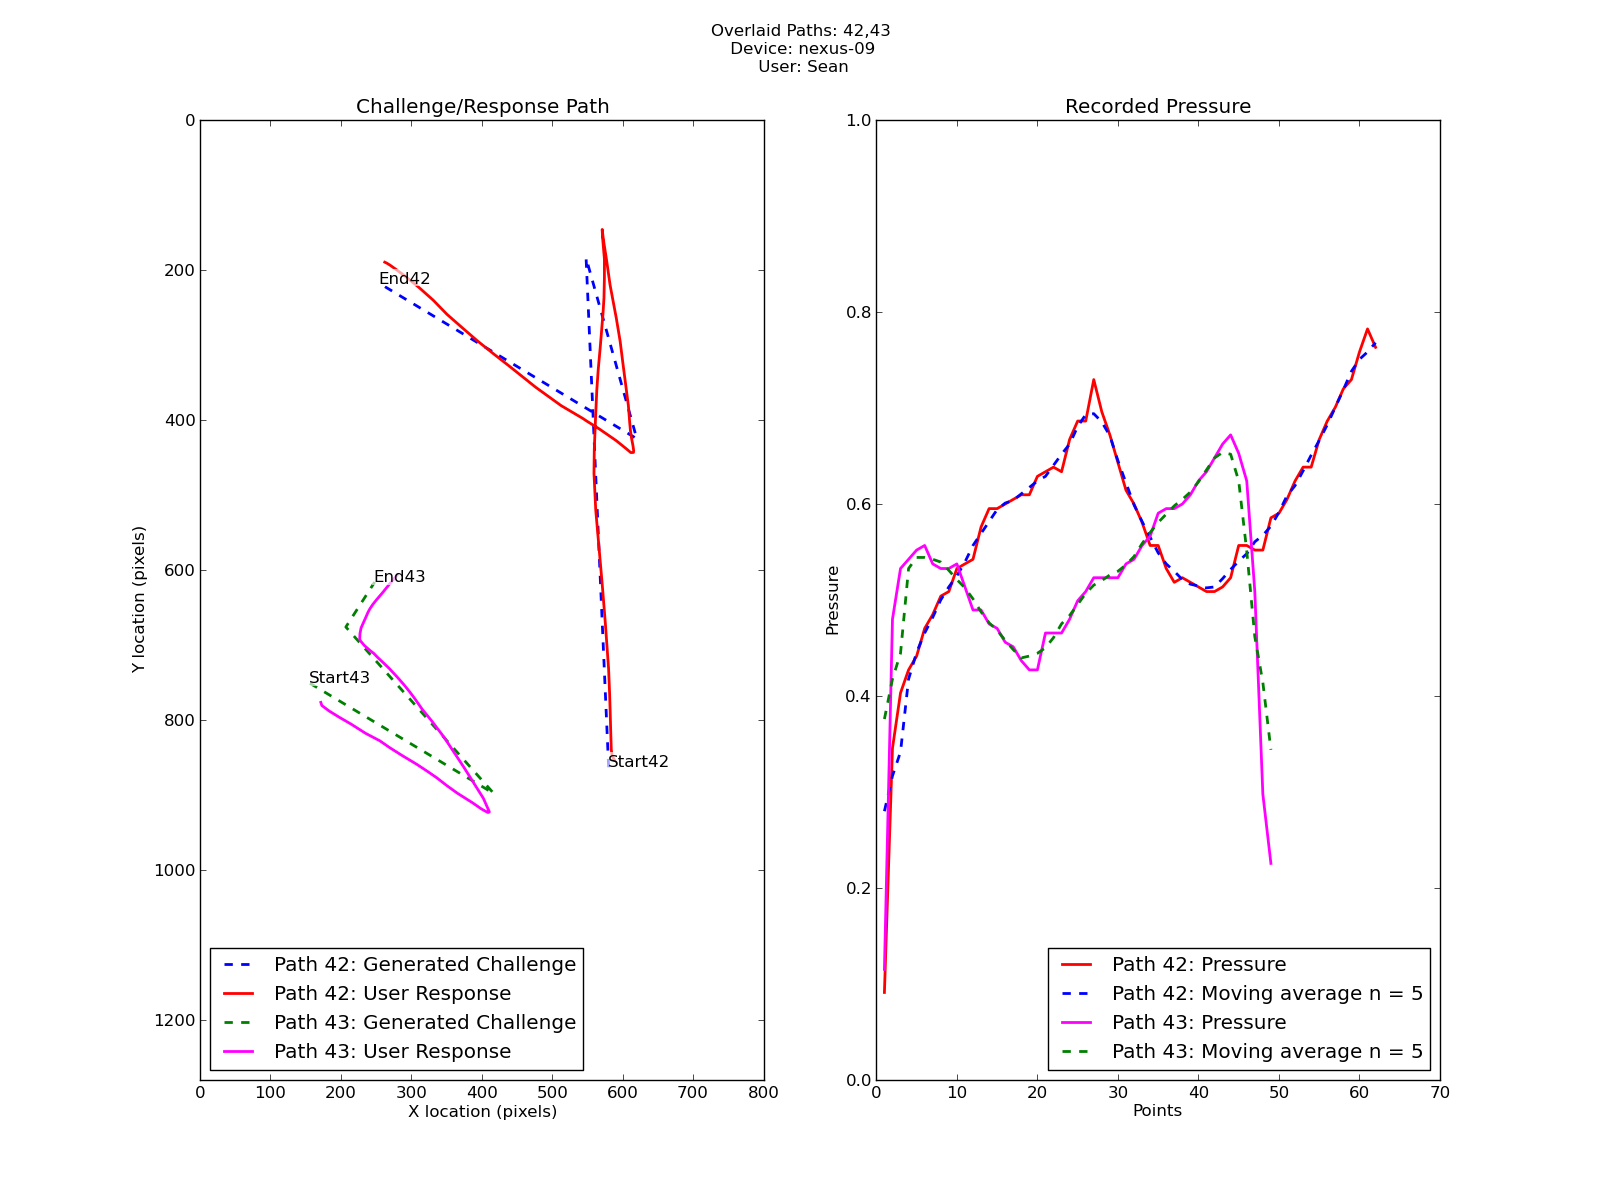 Overlaid Paths: 42,43
Device: nexus-09
User: Sean
Challenge/Response Path
0
200
400
600
800
1000
1200
Y location (pixels)
End42
End43
Start43
Start42
Path 42: Generated Challenge
Path 42: User Response
Path 43: Generated Challenge
Path 43: User Response
0 100 200 300 400 500 600 700 800
X location (pixels)
Recorded Pressure
1.0
0.8
0.6
0.4
0.2
0.0
Pressure
Path 42: Pressure
Path 42: Moving average n = 5
Path 43: Pressure
Path 43: Moving average n = 5
0 10 20 30 40 50 60 70
Points